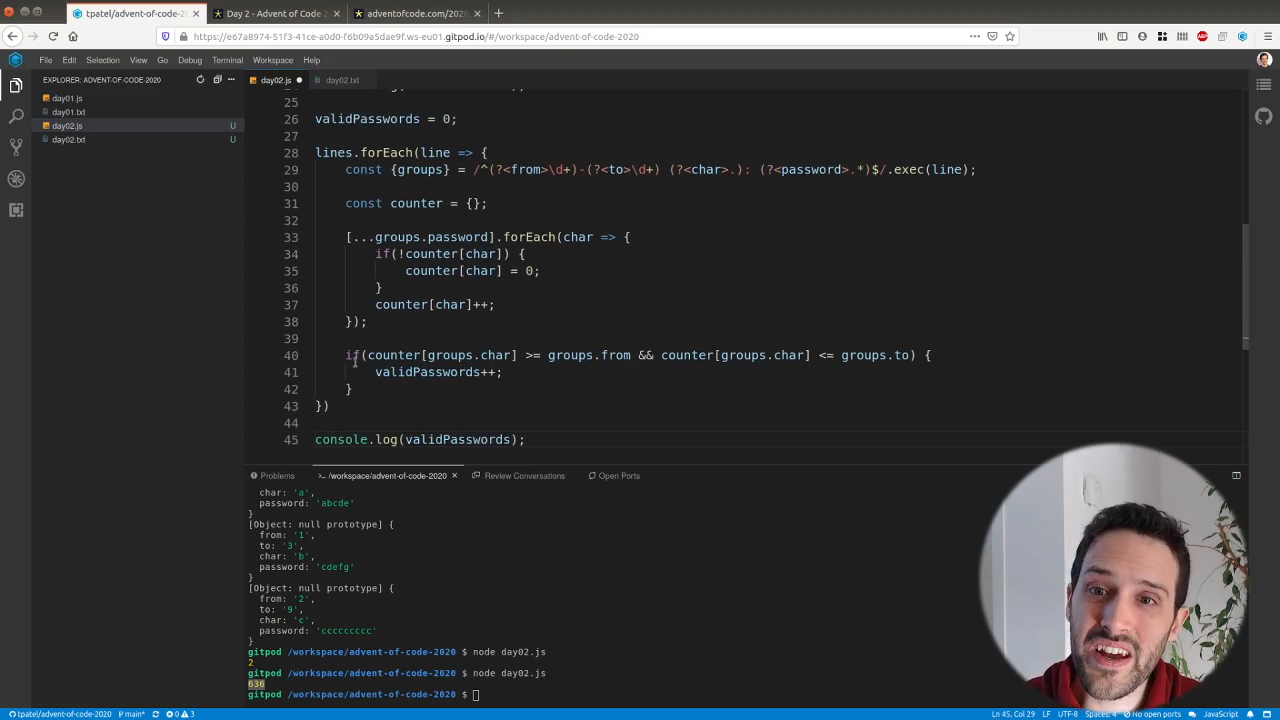 tpatel/advent-of-code-20
Day 2 - Advent of Code 2
adventofcode.com/2020
https://e67a8974-51f3-41ce-a0d0-f6b09a5dae9f.ws-eu01.gitpod.io/#/workspace/advent-of-code-2020
File Edit Selection View Go Debug Terminal Workspace Help
EXPLORER: ADVENT-OF-CODE-2020
day02.js
day02.txt
day01.js
day01.txt
day02.js U
day02.txt U
25
26 validPasswords = 0;
27
28 lines.forEach(line => {
29 const {groups} = /^(?<from>\d+)-(?<to>\d+) (?<char>.): (?<password>.*)$/.exec(line);
30
31 const counter = {};
32
33 [...groups.password].forEach(char => {
34 if(!counter[char]) {
35 counter[char] = 0;
36 }
37 counter[char]++;
38 });
39
40 if(counter[groups.char] >= groups.from && counter[groups.char] <= groups.to) {
41 validPasswords++;
42 }
43 })
44
45 console.log(validPasswords);
Problems
>_ /workspace/advent-of-code-2020
Review Conversations
Open Ports
char: 'a',
password: 'abcde'
}
[Object: null prototype] {
from: '1',
to: '3',
char: 'b',
password: 'cdefg'
}
[Object: null prototype] {
from: '2',
to: '9',
char: 'c',
password: 'ccccccccc'
}
gitpod /workspace/advent-of-code-2020 $ node day02.js
2
gitpod /workspace/advent-of-code-2020 $ node day02.js
636
gitpod /workspace/advent-of-code-2020 $
tpatel/advent-of-code-2020 main* 0 3
Ln 45, Col 29 LF UTF-8 Spaces: 4 No open ports JavaScript